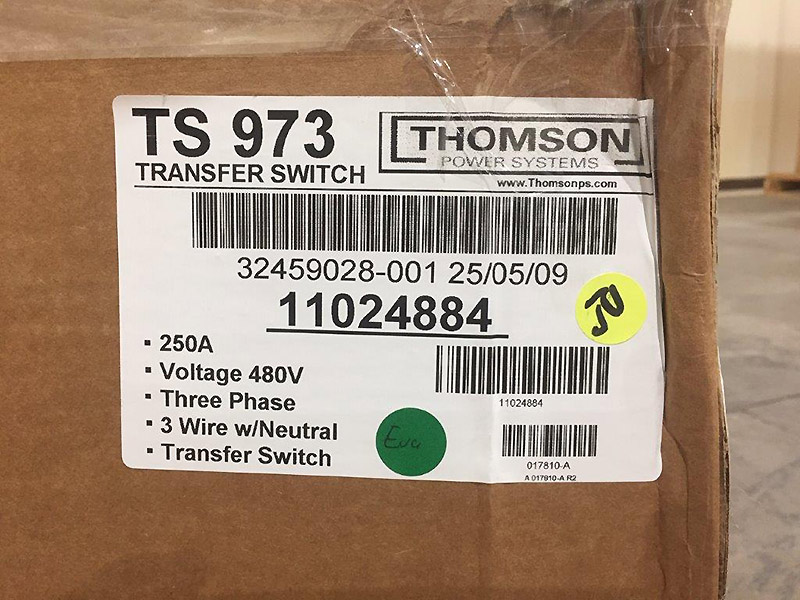 TS 973
TRANSFER SWITCH
THOMSON
POWER SYSTEMS
www.Thomsonps.com
32459028-001 25/05/09
11024884
▪ 250A
▪ Voltage 480V
▪ Three Phase
▪ 3 Wire w/Neutral
▪ Transfer Switch
11024884
017810-A
A 017810-A R2